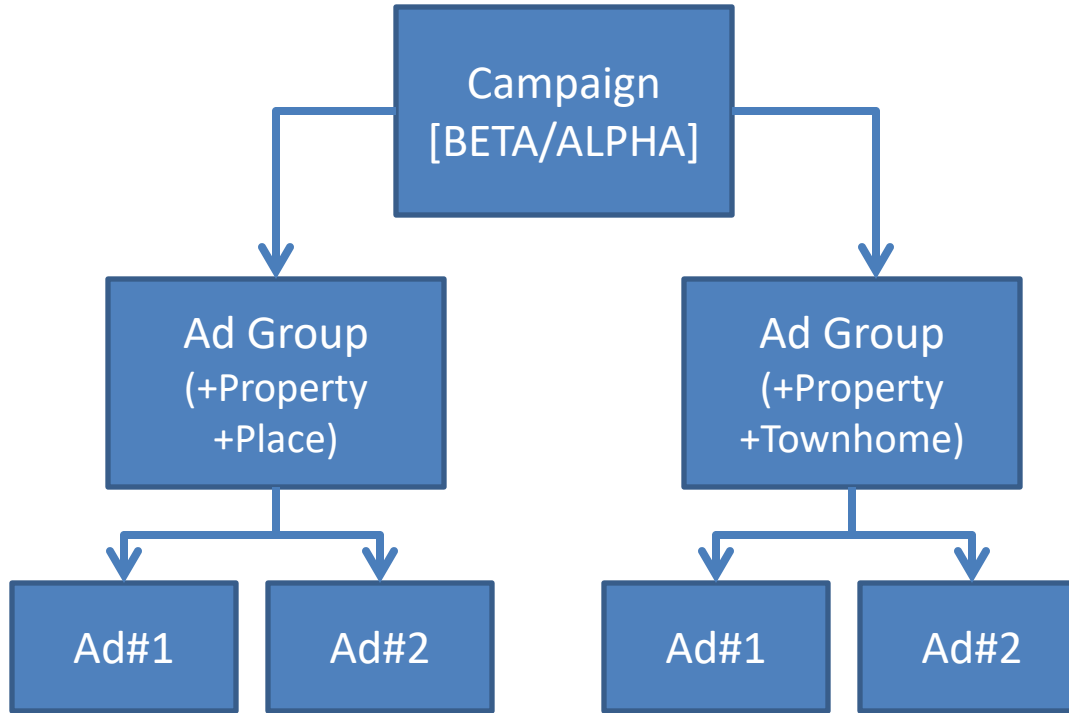 Campaign
[BETA/ALPHA]
Ad Group
(+Property
+Place)
Ad Group
(+Property
+Townhome)
Ad#1
Ad#2
Ad#1
Ad#2